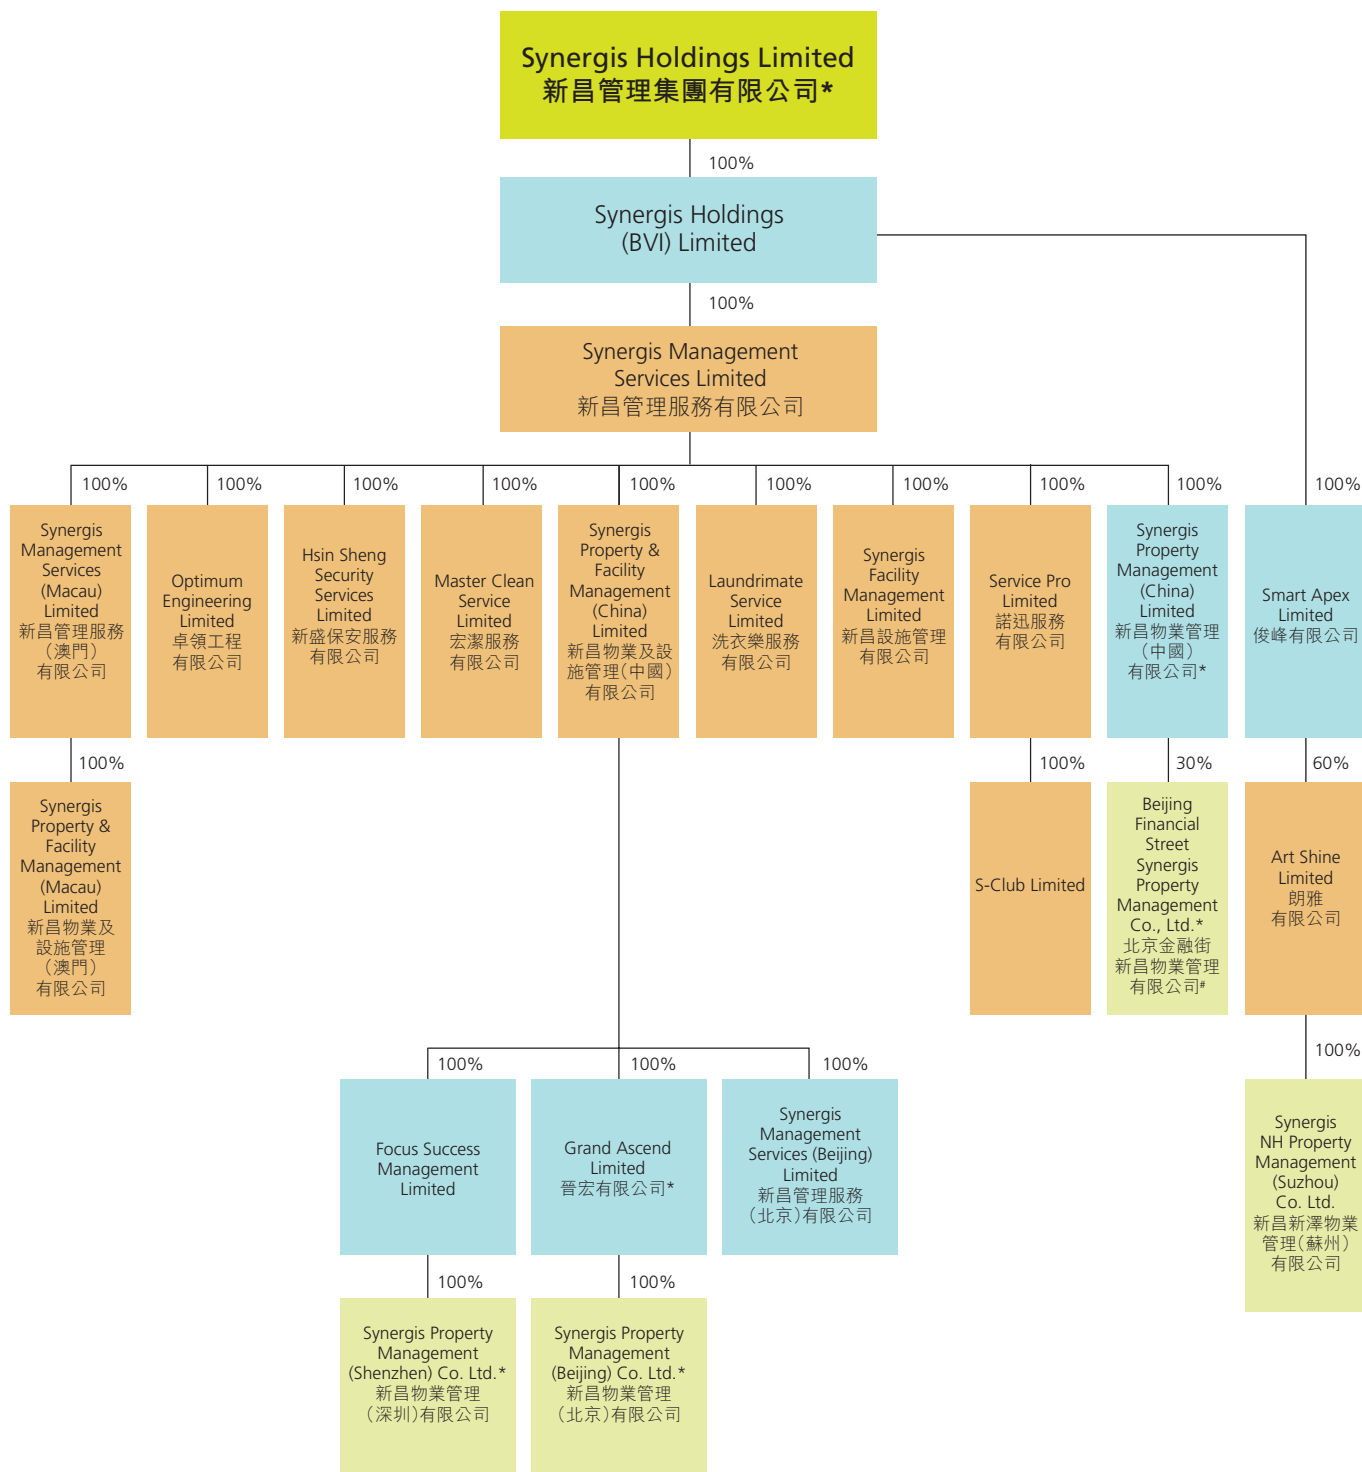 Synergis Holdings Limited
新昌管理集團有限公司*
100%
Synergis Holdings
(BVI) Limited
100%
Synergis Management
Services Limited
新昌管理服務有限公司
100%
100%
100%
100%
100%
100%
100%
100%
100%
100%
Synergis
Management
Services
(Macau)
Limited
新昌管理服務
（澳門）
有限公司
Optimum
Engineering
Limited
卓領工程
有限公司
Hsin Sheng
Security
Services
Limited
新盛保安服務
有限公司
Master Clean
Service
Limited
宏潔服務
有限公司
Synergis
Property &
Facility
Management
(China)
Limited
新昌物業及設
施管理（中國）
有限公司
Laundrimate
Service
Limited
洗衣樂服務
有限公司
Synergis
Facility
Management
Limited
新昌設施管理
有限公司
Service Pro
Limited
諾迅服務
有限公司
Synergis
Property
Management
(China)
Limited
新昌物業管理
（中國）
有限公司*
Smart Apex
Limited
俊峰有限公司
100%
100%
30%
60%
Synergis
Property &
Facility
Management
(Macau)
Limited
新昌物業及
設施管理
（澳門）
有限公司
S-Club Limited
Beijing
Financial
Street
Synergis
Property
Management
Co., Ltd.*
北京金融街
新昌物業管理
有限公司#
Art Shine
Limited
朗雅
有限公司
100%
100%
100%
100%
Focus Success
Management
Limited
Grand Ascend
Limited
晉宏有限公司*
Synergis
Management
Services (Beijing)
Limited
新昌管理服務
（北京）有限公司
Synergis
NH Property
Management
(Suzhou)
Co. Ltd.
新昌新澤物業
管理（蘇州）
有限公司
100%
100%
Synergis Property
Management
(Shenzhen) Co. Ltd.*
新昌物業管理
（深圳）有限公司
Synergis Property
Management
(Beijing) Co. Ltd.*
新昌物業管理
（北京）有限公司